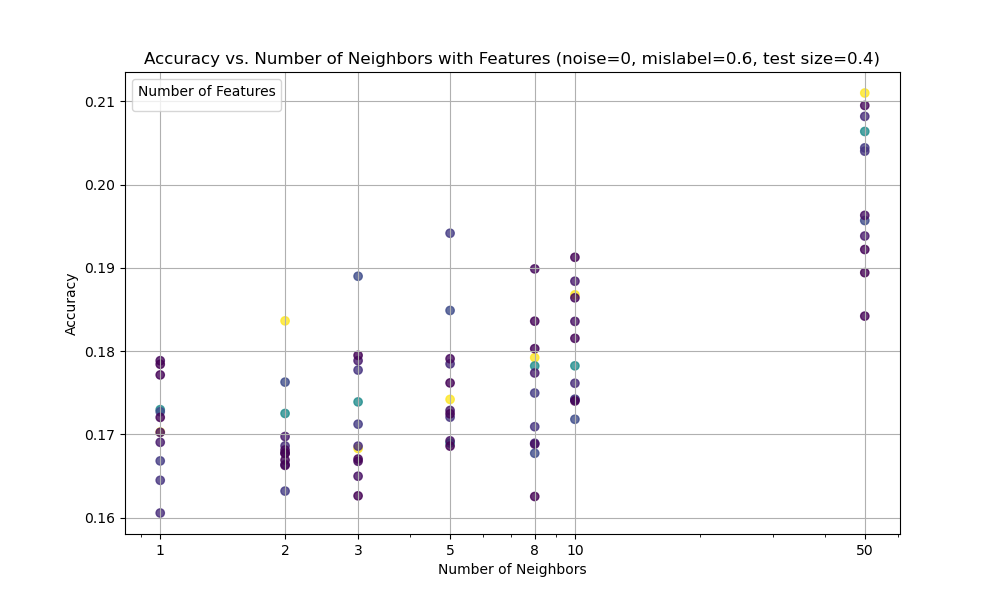 Accuracy vs. Number of Neighbors with Features (noise=0, mislabel=0.6, test size=0.4)
Number of Features
0.21
0.20
0.19
0.18
0.17
0.16
Accuracy
1 2 3 5 8 10 50
Number of Neighbors